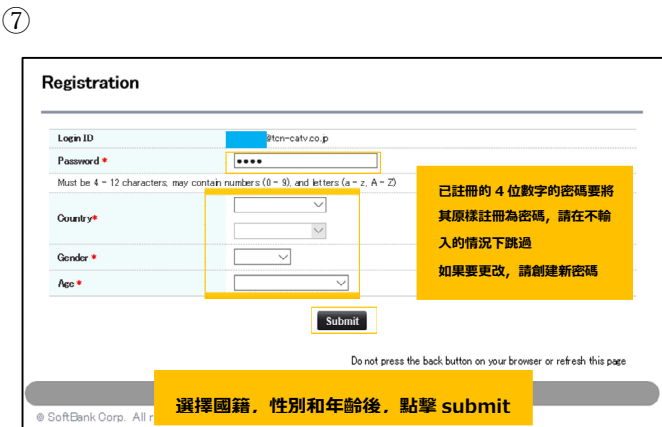 ⑦
Registration
Login ID @tcn-catv.co.jp
Password * ●●●●
Must be 4 - 12 characters, may contain numbers (0 - 9), and letters (a - z, A - Z)
Country*
Gender *
Age *
已註冊的 4 位數字的密碼要將
其原樣註冊為密碼，請在不輸
入的情況下跳過
如果要更改，請創建新密碼
Submit
Do not press the back button on your browser or refresh this page
選擇國籍．性別和年齡後．點擊 submit
© SoftBank Corp. All r